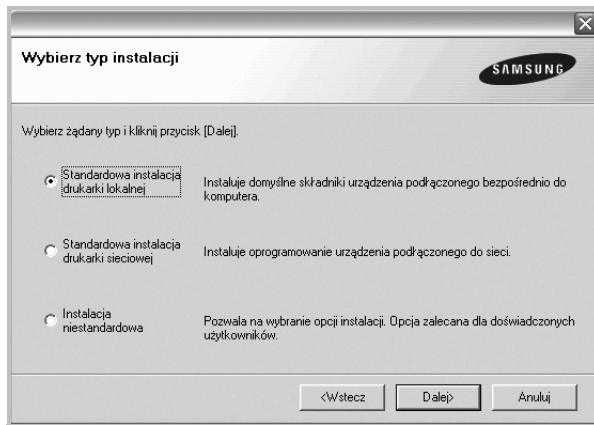 Wybierz typ instalacji
SAMSUNG
Wybierz żądany typ i kliknij przycisk [Dalej].
Standardowa instalacja
drukarki lokalnej
Instaluje domyślne składniki urządzenia podłączonego bezpośrednio do
komputera.
Standardowa instalacja
drukarki sieciowej
Instaluje oprogramowanie urządzenia podłączonego do sieci.
Instalacja
niestandardowa
Pozwala na wybranie opcji instalacji. Opcja zalecana dla doświadczonych
użytkowników.
<Wstecz
Dalej>
Anuluj